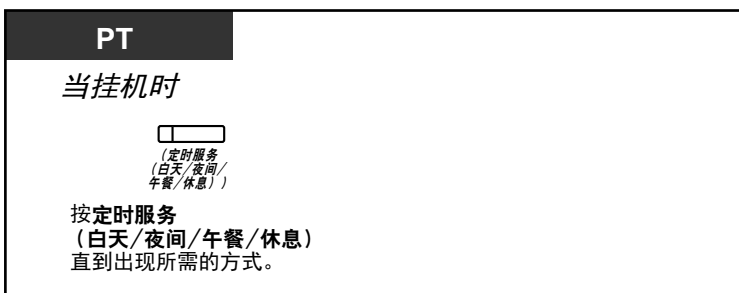 PT
当挂机时
(定时服务
(白天/夜间/
午餐/休息))
按定时服务
(白天/夜间/午餐/休息)
直到出现所需的方式。